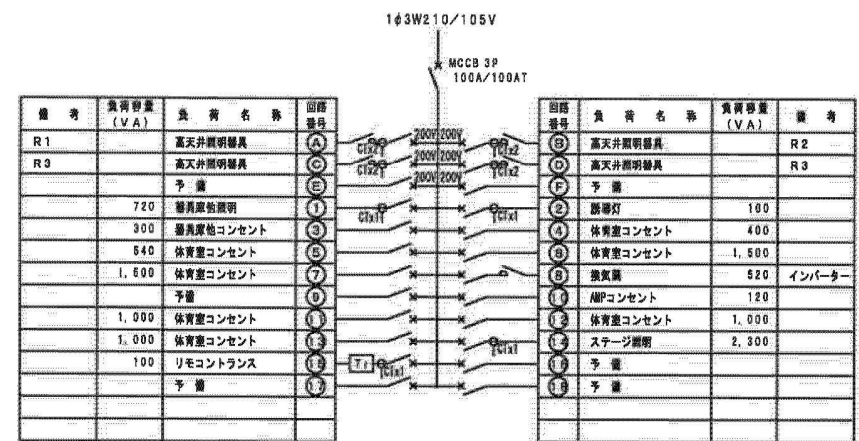 1φ3W210/105V
MCCB 3P
100A/100AT
備 考 負荷容量(VA) 負 荷 名 称 回路番号
R1 高天井照明器具 A
R3 高天井照明器具 C
予 備 E
720 器具庫他照明 1
300 器具庫他コンセント 3
540 体育室コンセント 5
1,500 体育室コンセント 7
予備 9
1,000 体育室コンセント 11
1,000 体育室コンセント 13
100 リモコントランス 15
予 備 17
200V 200V
200V 200V
200V 200V
回路番号 負 荷 名 称 負荷容量(VA) 備 考
B 高天井照明器具 R2
D 高天井照明器具 R3
F 予 備
2 誘導灯 100
4 体育室コンセント 400
体育室コンセント 1,500
換気扇 520 インバーター
10 AMPコンセント 120
12 体育室コンセント 1,000
14 ステージ照明 2,300
予 備
予 備